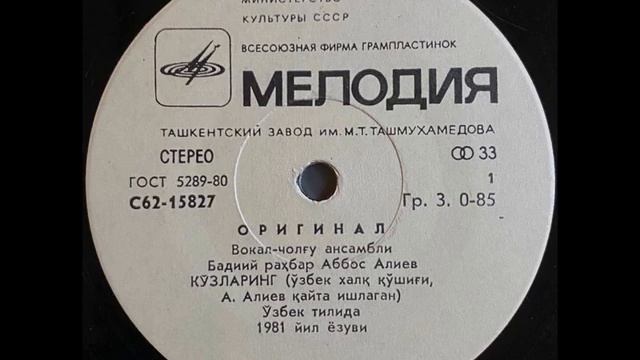 МИНИСТЕРСТВО
КУЛЬТУРЫ СССР
ВСЕСОЮЗНАЯ ФИРМА ГРАМПЛАСТИНОК
МЕЛОДИЯ
ТАШКЕНТСКИЙ ЗАВОД ИМ. М.Т. ТАШМУХАМЕДОВА
СТЕРЕО 33
ГОСТ 5289-80 1
С62-15827 Гр. 3. 0-85
ОРИГИНАЛ
Вокал-чолғу ансамбли
Бадиий раҳбар Аббос Алиев
КЎЗЛАРИНГ (ўзбек халқ қўшиғи,
А. Алиев қайта ишлаган)
Ўзбек тилида
1981 йил ёзуви